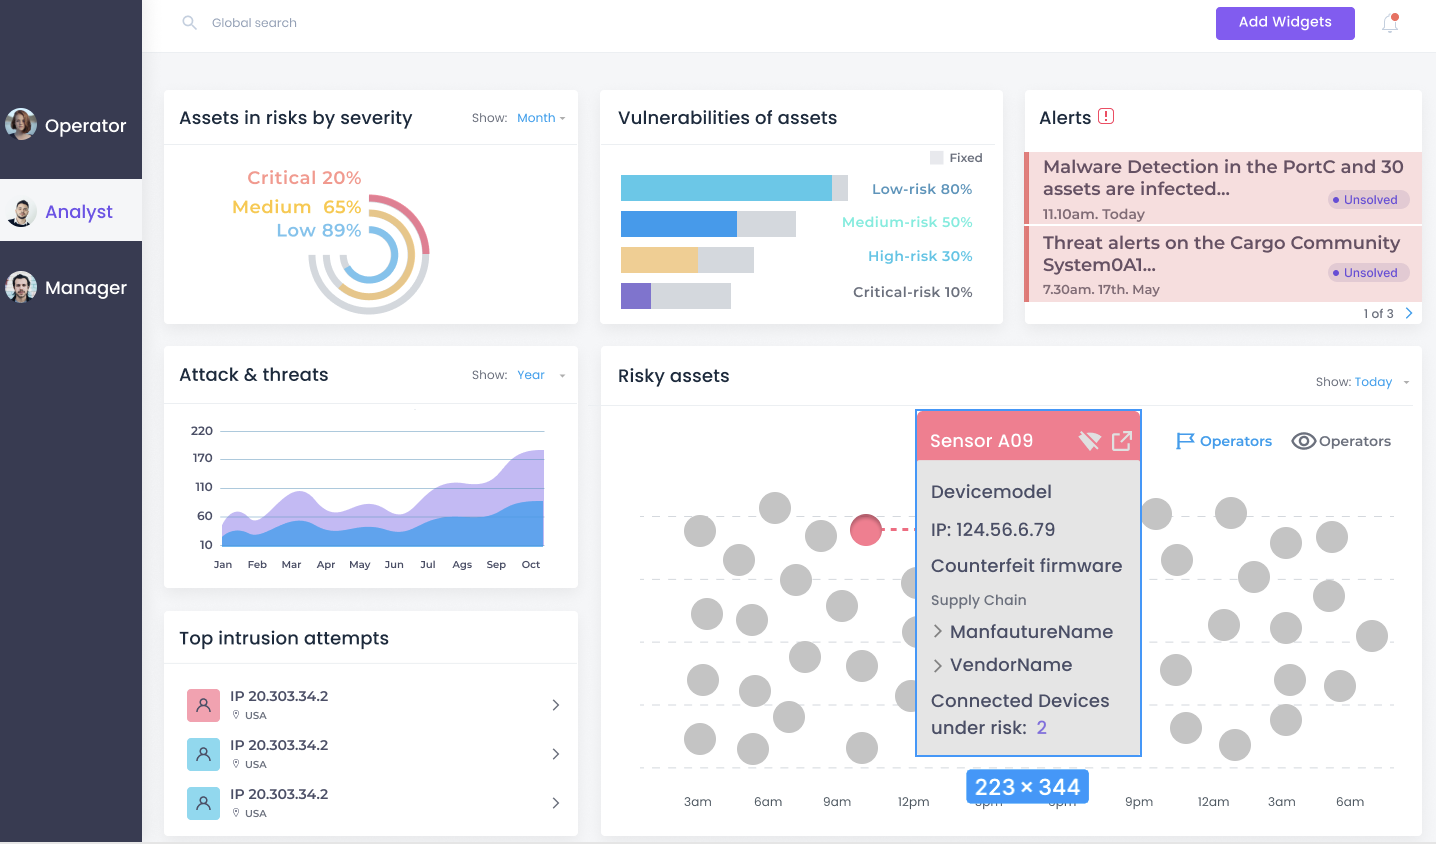 Global search
Add Widgets
Operator
Analyst
Manager
Assets in risks by severity
Show: Month
Critical 20%
Medium 65%
Low 89%
Vulnerabilities of assets
Fixed
Low-risk 80%
Medium-risk 50%
High-risk 30%
Critical-risk 10%
Alerts
Malware Detection in the PortC and 30
assets are infected...
Unsolved
11.10am. Today
Threat alerts on the Cargo Community
System0A1...
Unsolved
7.30am. 17th. May
1 of 3
Attack & threats
Show: Year
220
170
110
60
10
Jan Feb Mar Apr May Jun Jul Ags Sep Oct
Top intrusion attempts
IP 20.303.34.2
USA
IP 20.303.34.2
USA
IP 20.303.34.2
USA
Risky assets
Show: Today
Operators
Operators
Sensor A09
Devicemodel
IP: 124.56.6.79
Counterfeit firmware
Supply Chain
ManfautureName
VendorName
Connected Devices
under risk: 2
223 × 344
3am 6am 9am 12pm 9pm 12am 3am 6am